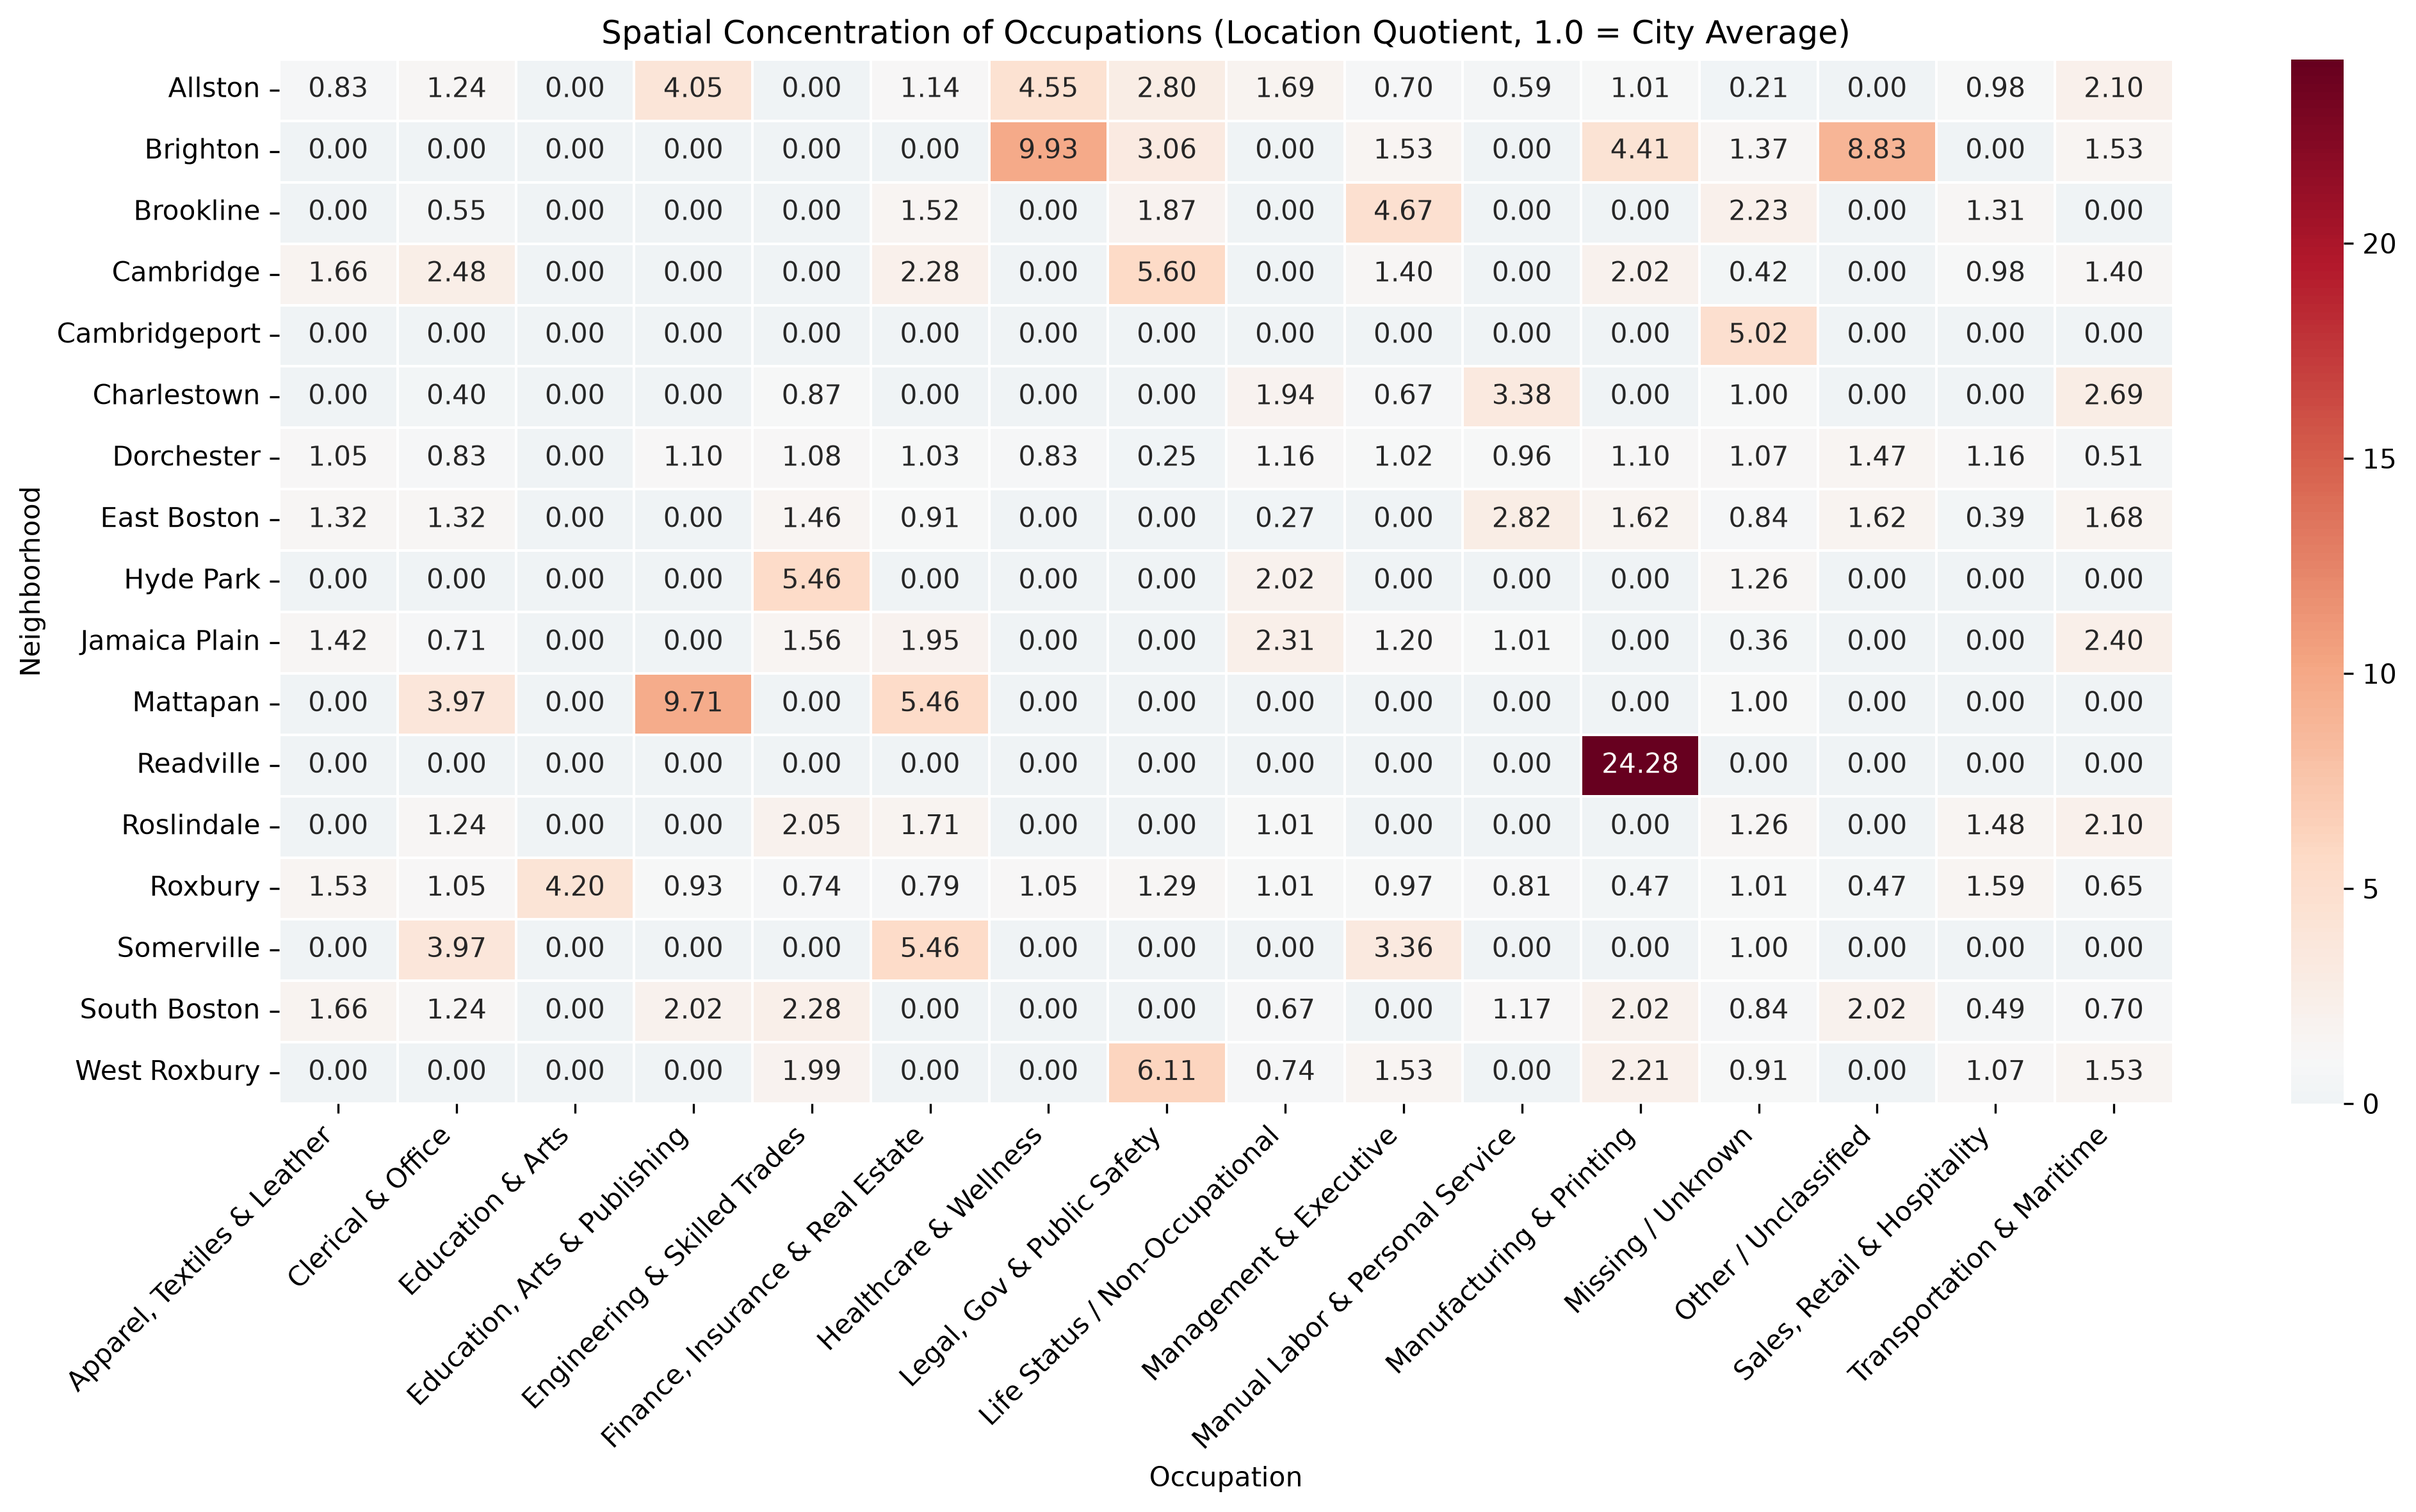 Spatial Concentration of Occupations (Location Quotient, 1.0 = City Average)
Neighborhood
Allston 0.83 1.24 0.00 4.05 0.00 1.14 4.55 2.80 1.69 0.70 0.59 1.01 0.21 0.00 0.98 2.10
Brighton 0.00 0.00 0.00 0.00 0.00 0.00 9.93 3.06 0.00 1.53 0.00 4.41 1.37 8.83 0.00 1.53
Brookline 0.00 0.55 0.00 0.00 0.00 1.52 0.00 1.87 0.00 4.67 0.00 0.00 2.23 0.00 1.31 0.00
Cambridge 1.66 2.48 0.00 0.00 0.00 2.28 0.00 5.60 0.00 1.40 0.00 2.02 0.42 0.00 0.98 1.40
Cambridgeport 0.00 0.00 0.00 0.00 0.00 0.00 0.00 0.00 0.00 0.00 0.00 0.00 5.02 0.00 0.00 0.00
Charlestown 0.00 0.40 0.00 0.00 0.87 0.00 0.00 0.00 1.94 0.67 3.38 0.00 1.00 0.00 0.00 2.69
Dorchester 1.05 0.83 0.00 1.10 1.08 1.03 0.83 0.25 1.16 1.02 0.96 1.10 1.07 1.47 1.16 0.51
East Boston 1.32 1.32 0.00 0.00 1.46 0.91 0.00 0.00 0.27 0.00 2.82 1.62 0.84 1.62 0.39 1.68
Hyde Park 0.00 0.00 0.00 0.00 5.46 0.00 0.00 0.00 2.02 0.00 0.00 0.00 1.26 0.00 0.00 0.00
Jamaica Plain 1.42 0.71 0.00 0.00 1.56 1.95 0.00 0.00 2.31 1.20 1.01 0.00 0.36 0.00 0.00 2.40
Mattapan 0.00 3.97 0.00 9.71 0.00 5.46 0.00 0.00 0.00 0.00 0.00 0.00 1.00 0.00 0.00 0.00
Readville 0.00 0.00 0.00 0.00 0.00 0.00 0.00 0.00 0.00 0.00 0.00 24.28 0.00 0.00 0.00 0.00
Roslindale 0.00 1.24 0.00 0.00 2.05 1.71 0.00 0.00 1.01 0.00 0.00 0.00 1.26 0.00 1.48 2.10
Roxbury 1.53 1.05 4.20 0.93 0.74 0.79 1.05 1.29 1.01 0.97 0.81 0.47 1.01 0.47 1.59 0.65
Somerville 0.00 3.97 0.00 0.00 0.00 5.46 0.00 0.00 0.00 3.36 0.00 0.00 1.00 0.00 0.00 0.00
South Boston 1.66 1.24 0.00 2.02 2.28 0.00 0.00 0.00 0.67 0.00 1.17 2.02 0.84 2.02 0.49 0.70
West Roxbury 0.00 0.00 0.00 0.00 1.99 0.00 0.00 6.11 0.74 1.53 0.00 2.21 0.91 0.00 1.07 1.53
Apparel, Textiles & Leather
Clerical & Office
Education & Arts
Education, Arts & Publishing
Engineering & Skilled Trades
Finance, Insurance & Real Estate
Healthcare & Wellness
Legal, Gov & Public Safety
Life Status / Non-Occupational
Management & Executive
Manual Labor & Personal Service
Manufacturing & Printing
Missing / Unknown
Other / Unclassified
Sales, Retail & Hospitality
Transportation & Maritime
Occupation
20
15
10
5
0